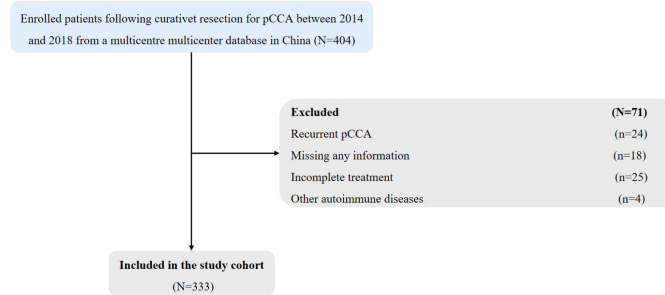 Enrolled patients following curativet resection for pCCA between 2014
and 2018 from a multicentre multicenter database in China (N=404)
Excluded (N=71)
Recurrent pCCA (n=24)
Missing any information (n=18)
Incomplete treatment (n=25)
Other autoimmune diseases (n=4)
Included in the study cohort
(N=333)